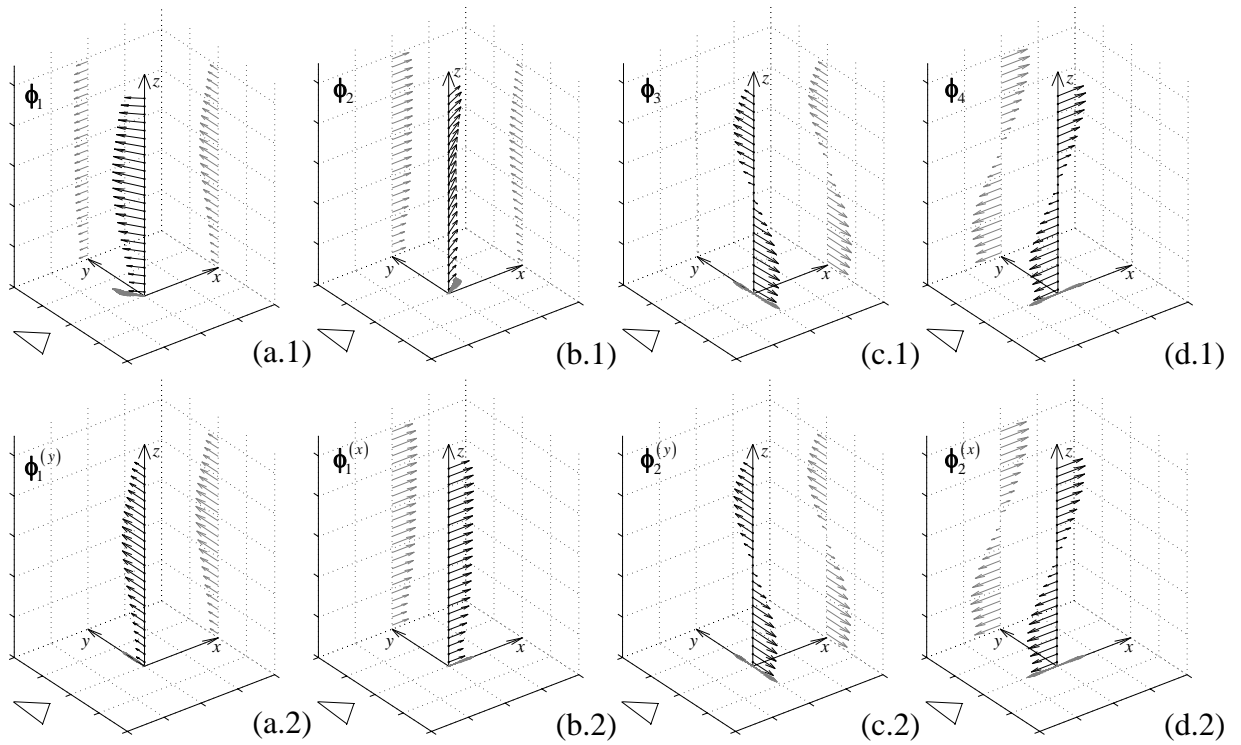 ϕ₁ z y x (a.1)
ϕ₂ z y x (b.1)
ϕ₃ z y x (c.1)
ϕ₄ z y x (d.1)
ϕ₁⁽ʸ⁾ z y x (a.2)
ϕ₁⁽ˣ⁾ z y x (b.2)
ϕ₂⁽ʸ⁾ z y x (c.2)
ϕ₂⁽ˣ⁾ z y x (d.2)